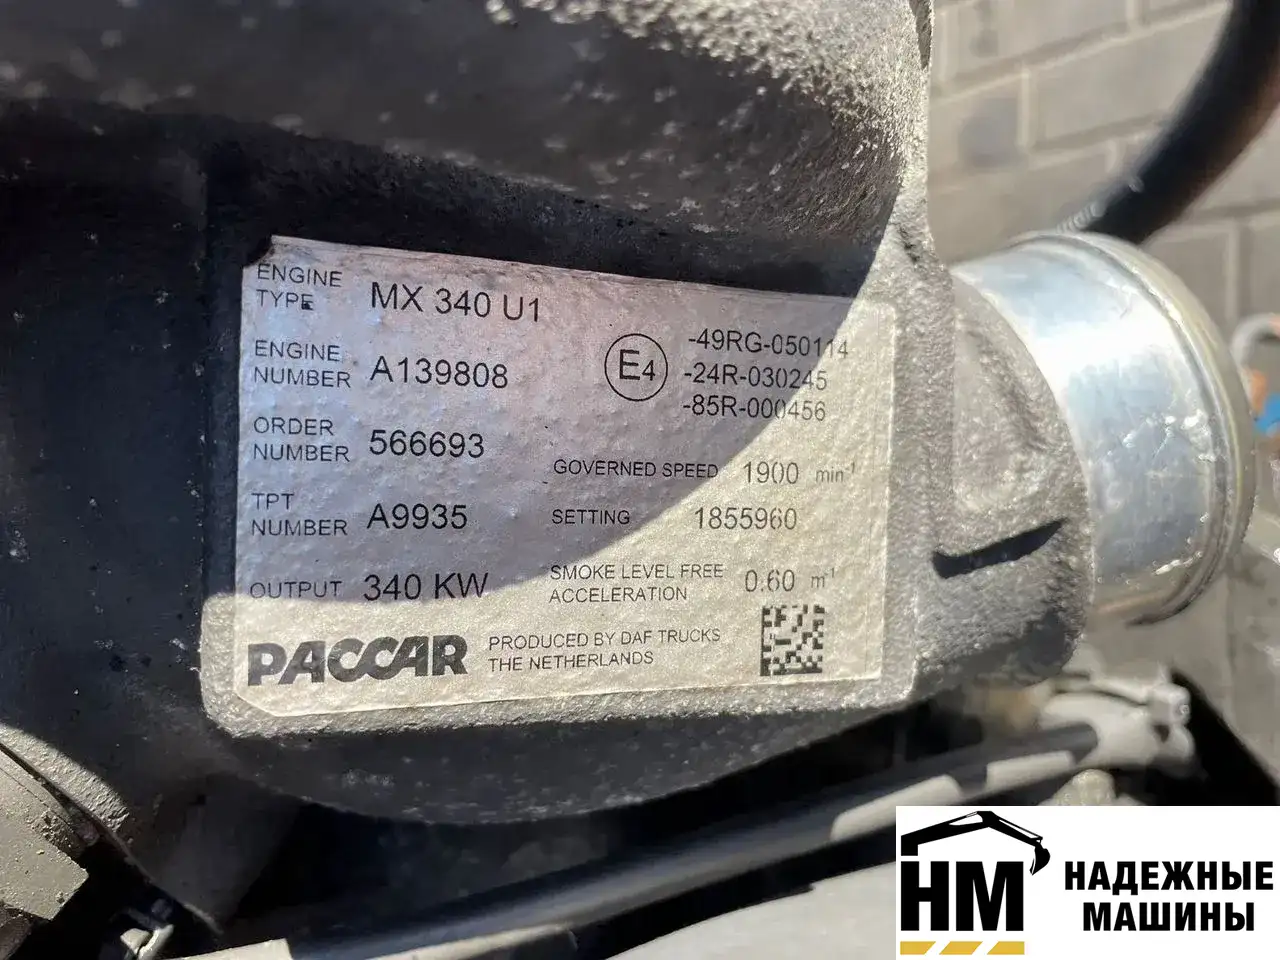 ENGINE
TYPE MX 340 U1
ENGINE
NUMBER A139808
E4
-49RG-050114
-24R-030245
-85R-000456
ORDER
NUMBER 566693
GOVERNED SPEED 1900 min-1
TPT
NUMBER A9935
SETTING 1855960
OUTPUT 340 KW
SMOKE LEVEL FREE
ACCELERATION 0.60 m-1
PACCAR
PRODUCED BY DAF TRUCKS
THE NETHERLANDS
НМ
НАДЕЖНЫЕ
МАШИНЫ